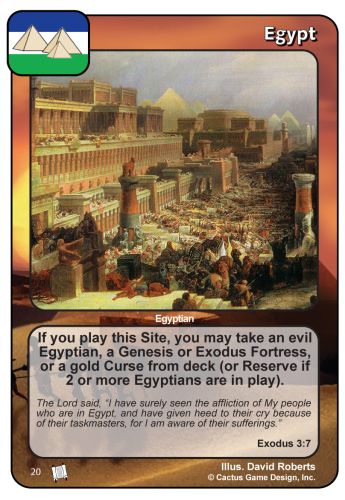 Egypt
Egyptian
If you play this Site, you may take an evil
Egyptian, a Genesis or Exodus Fortress,
or a gold Curse from deck (or Reserve if
2 or more Egyptians are in play).
The Lord said, “I have surely seen the affliction of My people
who are in Egypt, and have given heed to their cry because
of their taskmasters, for I am aware of their sufferings.”
Exodus 3:7
20
Illus. David Roberts
© Cactus Game Design, Inc.